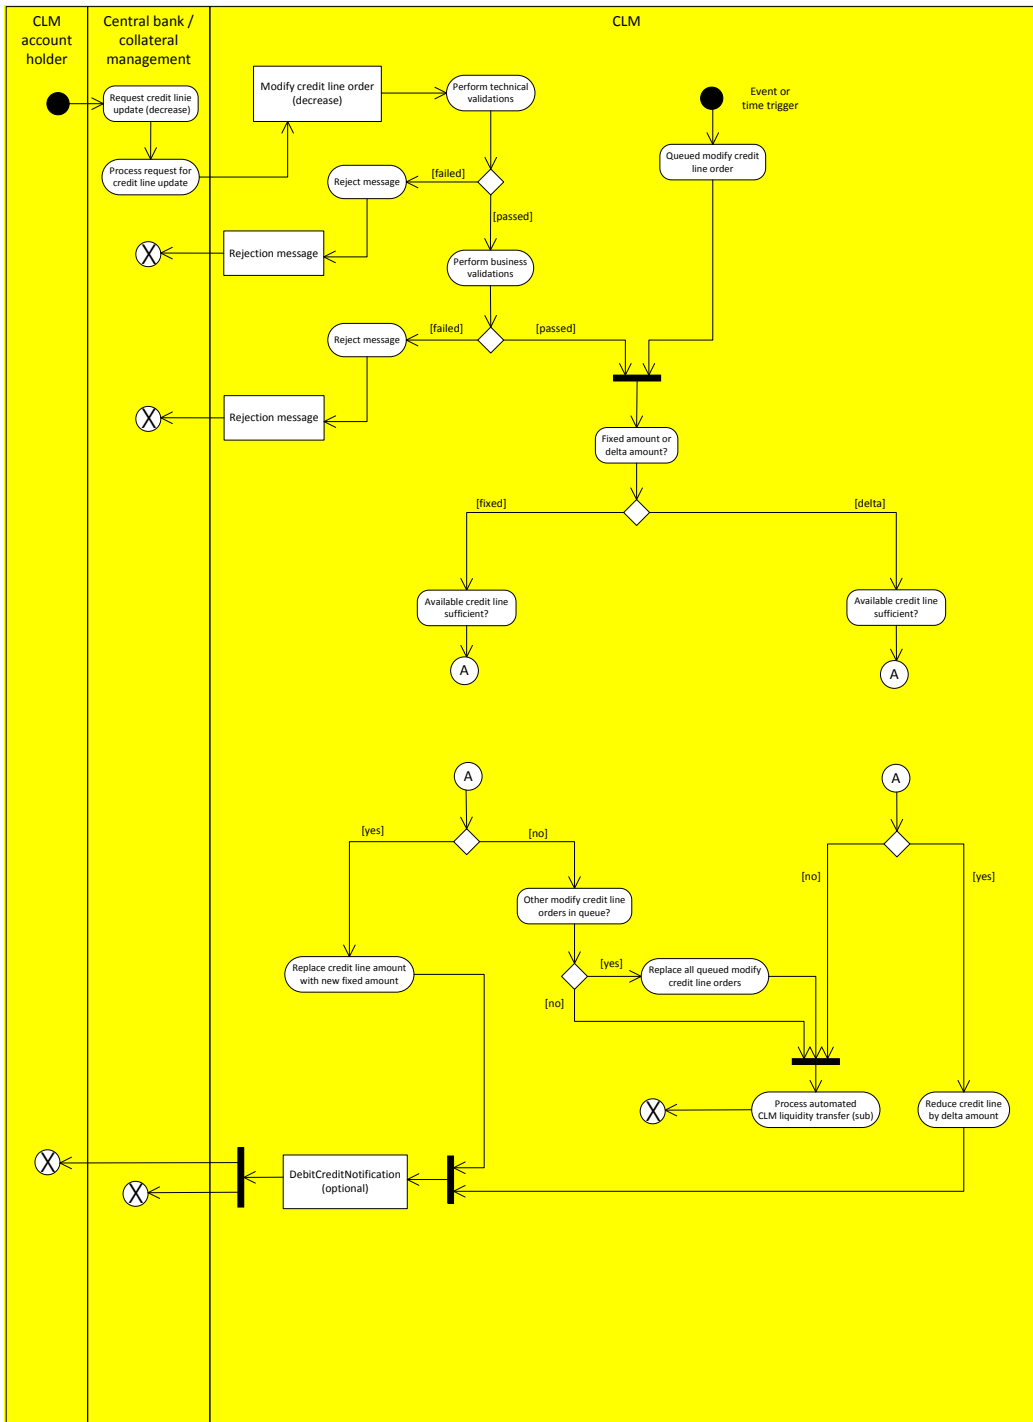 CLM
account
holder
Central bank /
collateral
management
CLM
Request credit linie
update (decrease)
Process request for
credit line update
Modify credit line order
(decrease)
Perform technical
validations
Event or
time trigger
Queued modify credit
line order
Reject message
[failed]
[passed]
Rejection message
X
Perform business
validations
Reject message
[failed]
[passed]
Rejection message
X
Fixed amount or
delta amount?
[fixed]
[delta]
Available credit line
sufficient?
Available credit line
sufficient?
A
A
A
A
[yes]
[no]
[no]
[yes]
Other modify credit line
orders in queue?
Replace credit line amount
with new fixed amount
[yes]
Replace all queued modify
credit line orders
[no]
X
Process automated
CLM liquidity transfer (sub)
Reduce credit line
by delta amount
X
X
DebitCreditNotification
(optional)